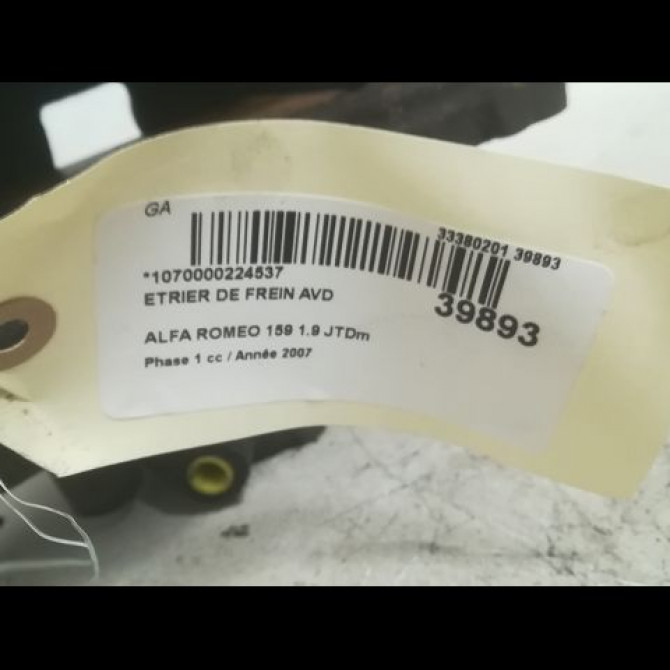 GA
33380201 39893
*1070000224537
39893
ETRIER DE FREIN AVD
ALFA ROMEO 159 1.9 JTDm
Phase 1 cc / Année 2007